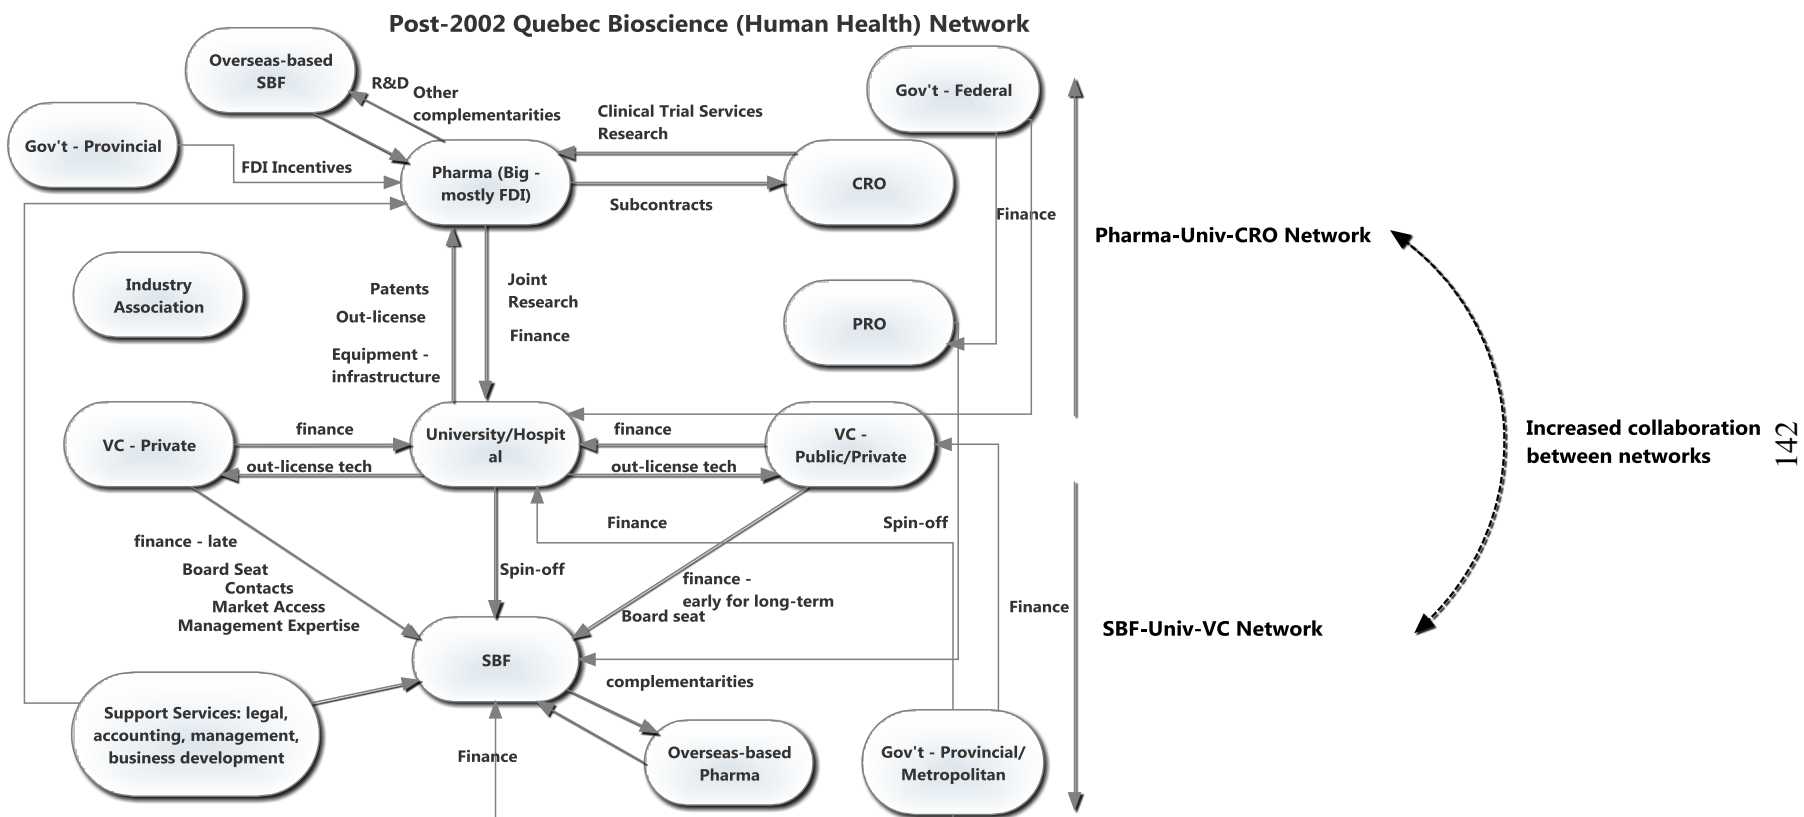 Post-2002 Quebec Bioscience (Human Health) Network
Overseas-based
SBF
R&D
Other
complementarities
Gov't - Federal
Clinical Trial Services
Research
Gov't - Provincial
FDI Incentives
Pharma (Big -
mostly FDI)
CRO
Subcontracts
Finance
Pharma-Univ-CRO Network
Industry
Association
Patents
Out-license
Equipment -
infrastructure
Joint
Research
Finance
PRO
VC - Private
finance
out-license tech
University/Hospit
al
finance
out-license tech
VC -
Public/Private
Increased collaboration
between networks
142
Finance
Spin-off
finance - late
Board Seat
Contacts
Market Access
Management Expertise
Spin-off
finance -
early for long-term
Board seat
Finance
SBF-Univ-VC Network
SBF
complementarities
Support Services: legal,
accounting, management,
business development
Finance
Overseas-based
Pharma
Gov't - Provincial/
Metropolitan